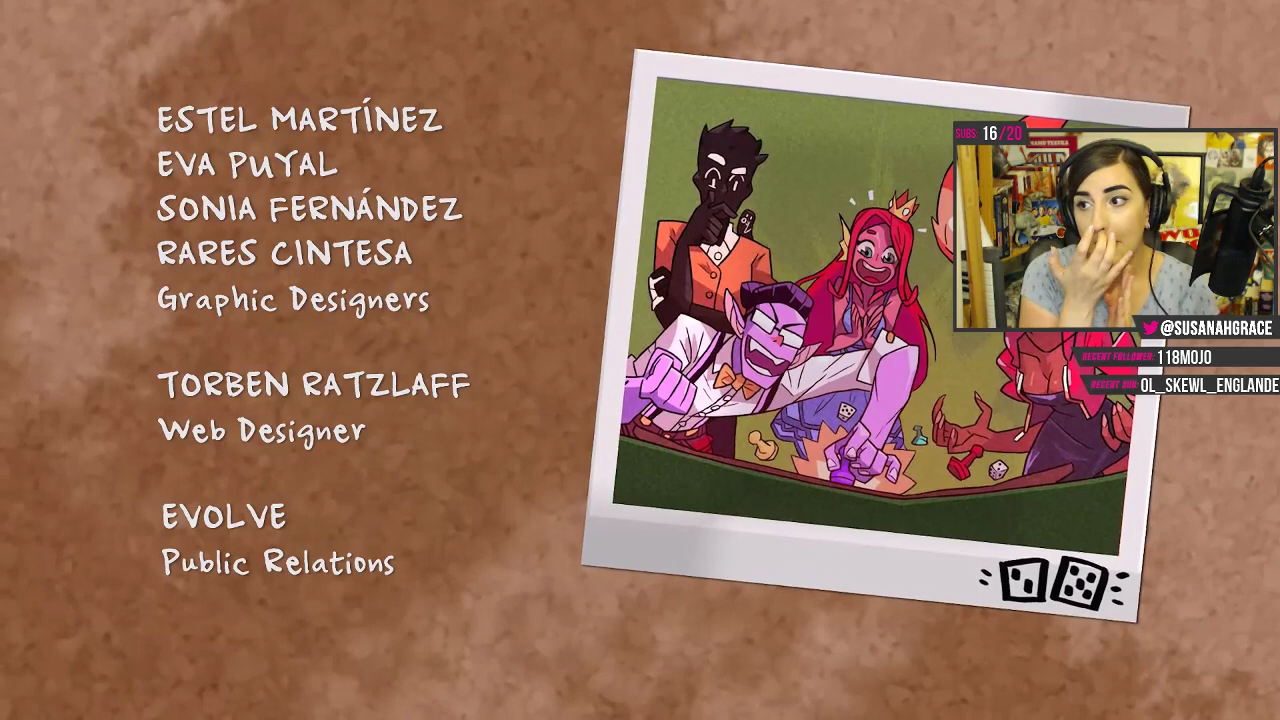 ESTEL MARTÍNEZ
EVA PUYAL
SONIA FERNÁNDEZ
RARES CINTESA
Graphic Designers
TORBEN RATZLAFF
Web Designer
EVOLVE
Public Relations
SUBS: 16/20
@SUSANAHGRACE
RECENT FOLLOWER: 118MOJO
RECENT SUB: OL_SKEWL_ENGLANDE